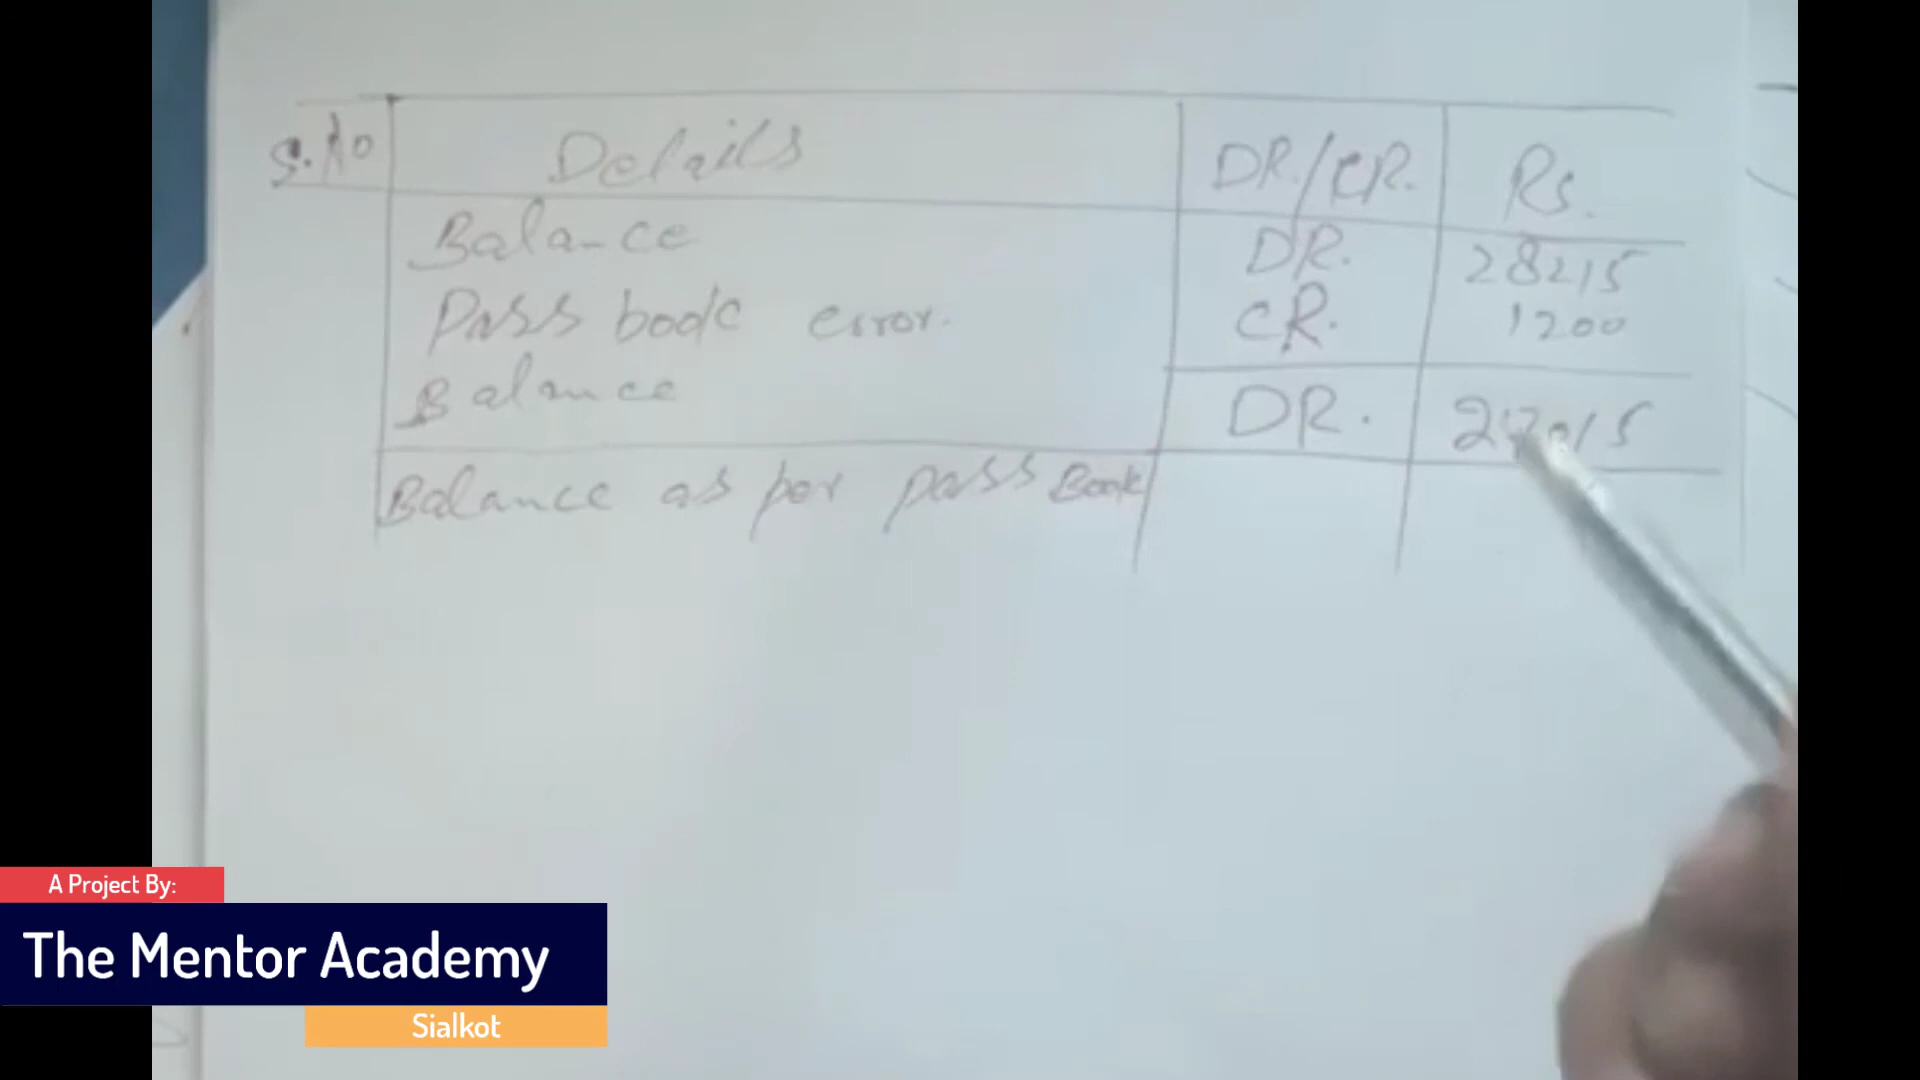 S.No Details DR./CR. Rs.
Balance DR. 28215
Pass book error. CR. 1200
Balance DR. 27015
Balance as per pass Book
A Project By:
The Mentor Academy
Sialkot